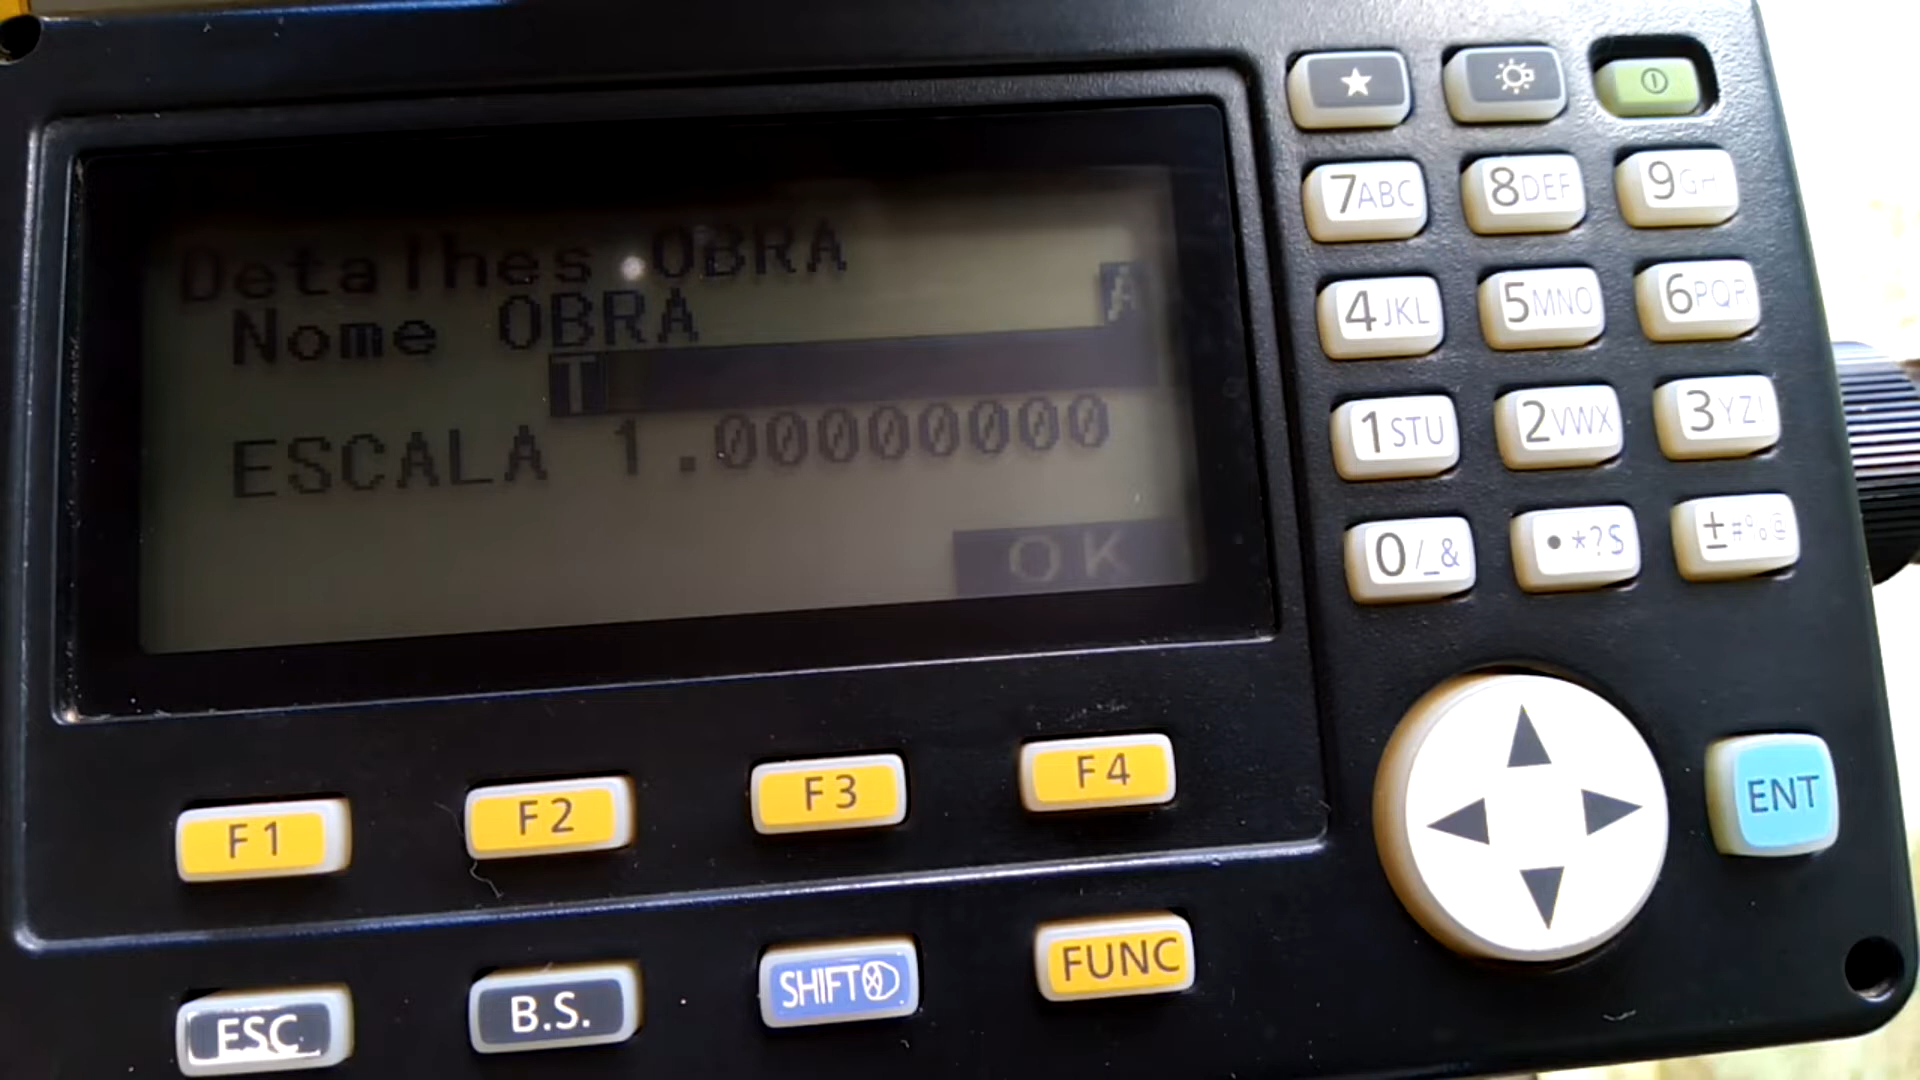 Detalhes OBRA
Nome OBRA A
T
ESCALA 1.00000000
OK
7ABC 8DEF
4JKL 5MNO 6PQR
1STU 2VWX 3YZ!
0/_& •*?$ ±#%@
F1 F2 F3 F4
ENT
ESC B.S. SHIFT FUNC